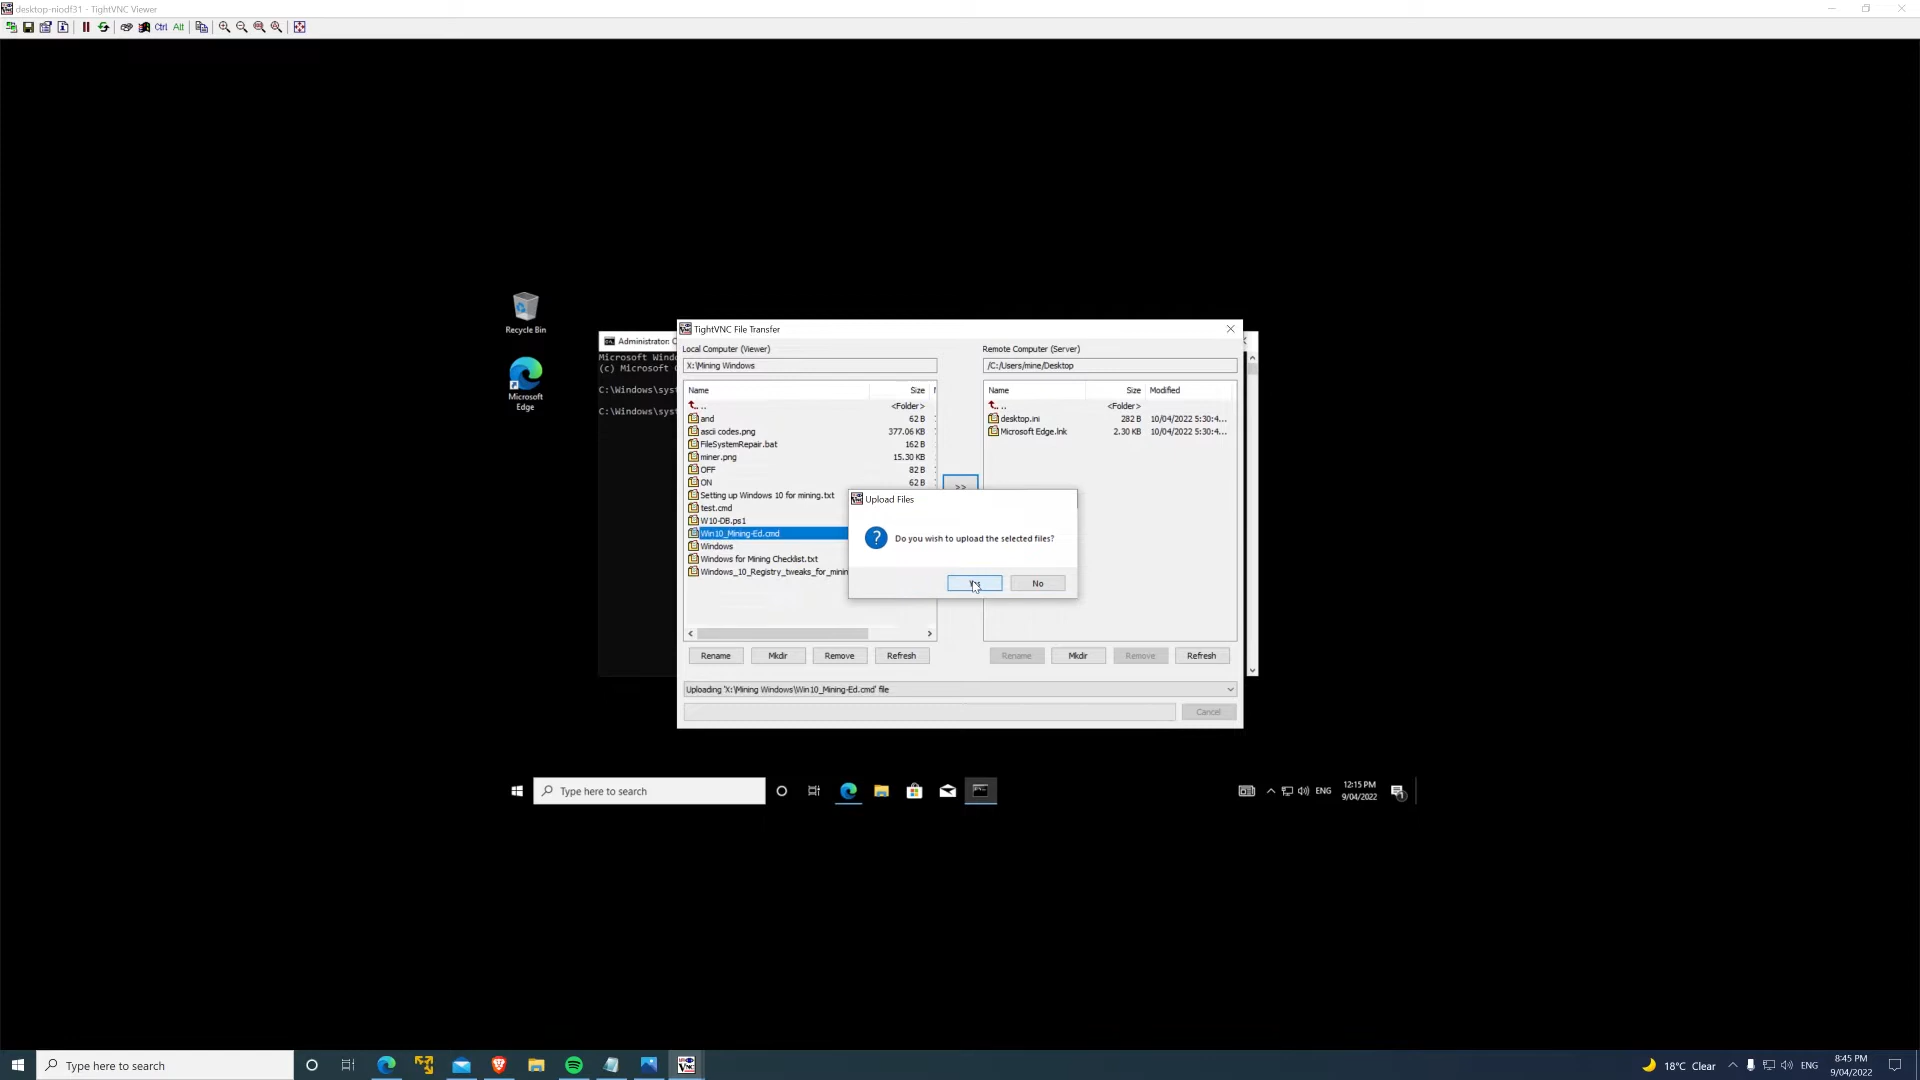 desktop-niodf31 - TightVNC Viewer
Ctrl Alt
Recycle Bin
Microsoft
Edge
Administrator: C
Microsoft Wind
(c) Microsoft
C:\Windows\syst
C:\Windows\syst
TightVNC File Transfer
Local Computer (Viewer)
X:\Mining Windows
Name Size
.. <Folder>
and 62 B
ascii codes.png 377.06 KB
FileSystemRepair.bat 162 B
miner.png 15.30 KB
OFF 82 B
ON 62 B
Setting up Windows 10 for mining.txt
test.cmd
W10-DB.ps1
Win10_Mining-Ed.cmd
Windows
Windows for Mining Checklist.txt
Windows_10_Registry_tweaks_for_minin
Rename Mkdir Remove Refresh
>>
Remote Computer (Server)
/C:/Users/mine/Desktop
Name Size Modified
.. <Folder>
desktop.ini 282 B 10/04/2022 5:30:4...
Microsoft Edge.lnk 2.30 KB 10/04/2022 5:30:4...
Rename Mkdir Remove Refresh
Upload Files
Do you wish to upload the selected files?
Yes No
Uploading 'X:\Mining Windows\Win10_Mining-Ed.cmd' file
Cancel
Type here to search
ENG
12:15 PM
9/04/2022
1
Type here to search
18°C Clear
ENG
8:45 PM
9/04/2022